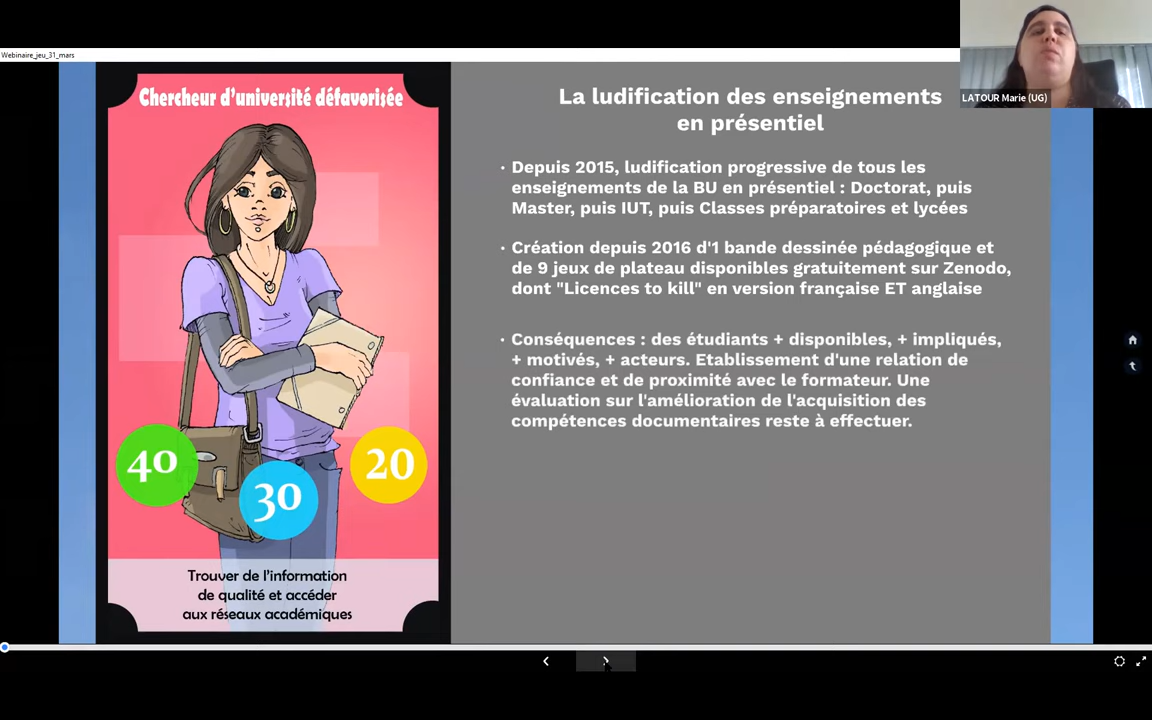 Webinaire_jeu_31_mars
LATOUR Marie (UG)
Chercheur d'université défavorisée
40
30
20
Trouver de l'information
de qualité et accéder
aux réseaux académiques
La ludification des enseignements
en présentiel
• Depuis 2015, ludification progressive de tous les
enseignements de la BU en présentiel : Doctorat, puis
Master, puis IUT, puis Classes préparatoires et lycées
• Création depuis 2016 d'1 bande dessinée pédagogique et
de 9 jeux de plateau disponibles gratuitement sur Zenodo,
dont "Licences to kill" en version française ET anglaise
• Conséquences : des étudiants + disponibles, + impliqués,
+ motivés, + acteurs. Etablissement d'une relation de
confiance et de proximité avec le formateur. Une
évaluation sur l'amélioration de l'acquisition des
compétences documentaires reste à effectuer.